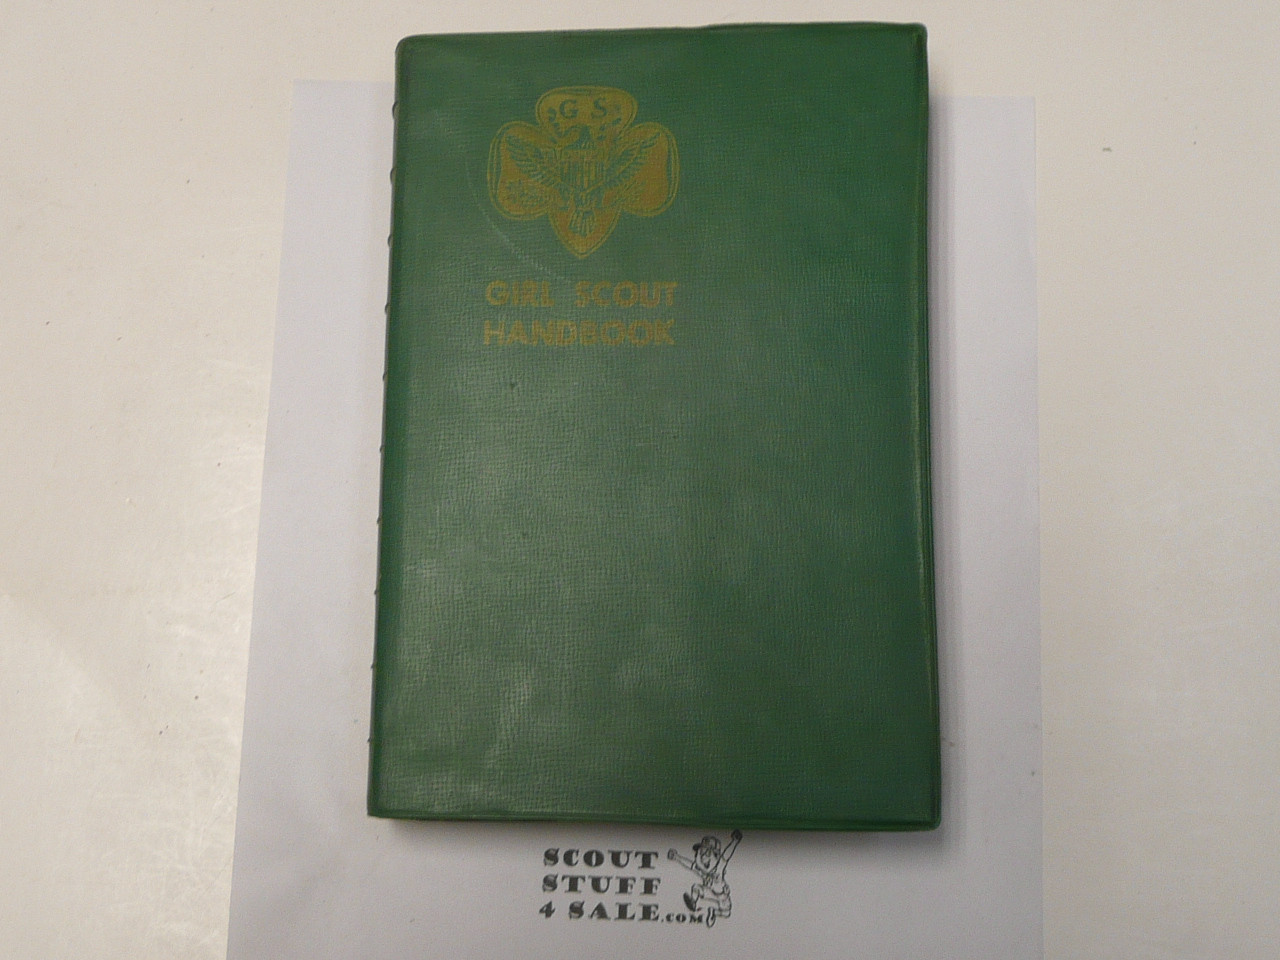 G S
GIRL SCOUT
HANDBOOK
SCOUT
STUFF
4 SALE.COM